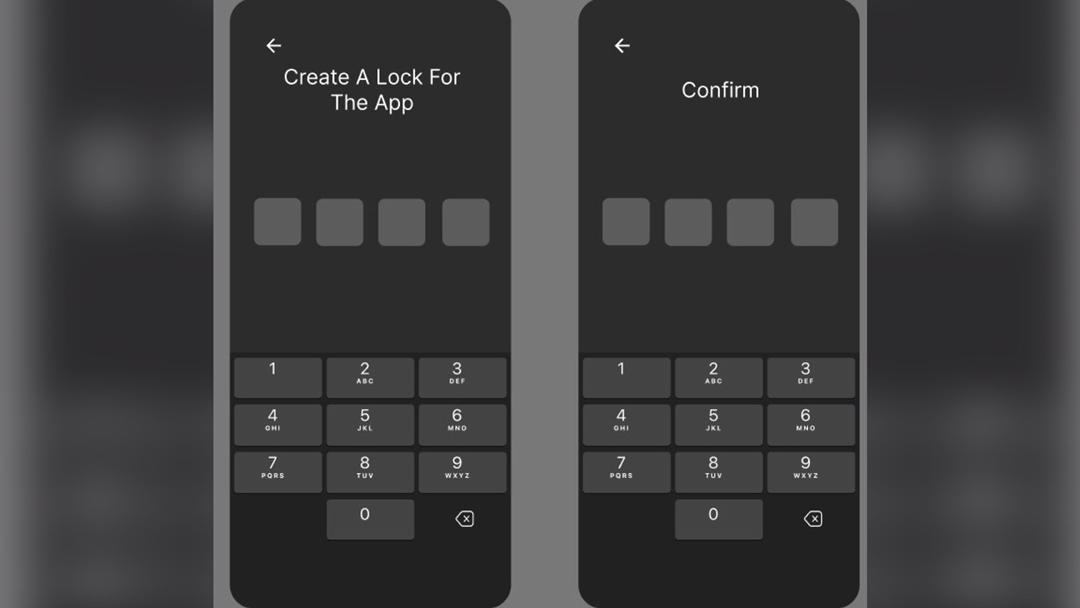 Create A Lock For
The App
1 2 3
ABC DEF
4 5 6
GHI JKL MNO
7 8 9
PQRS TUV WXYZ
0
Confirm
1 2 3
ABC DEF
4 5 6
GHI JKL MNO
7 8 9
PQRS TUV WXYZ
0